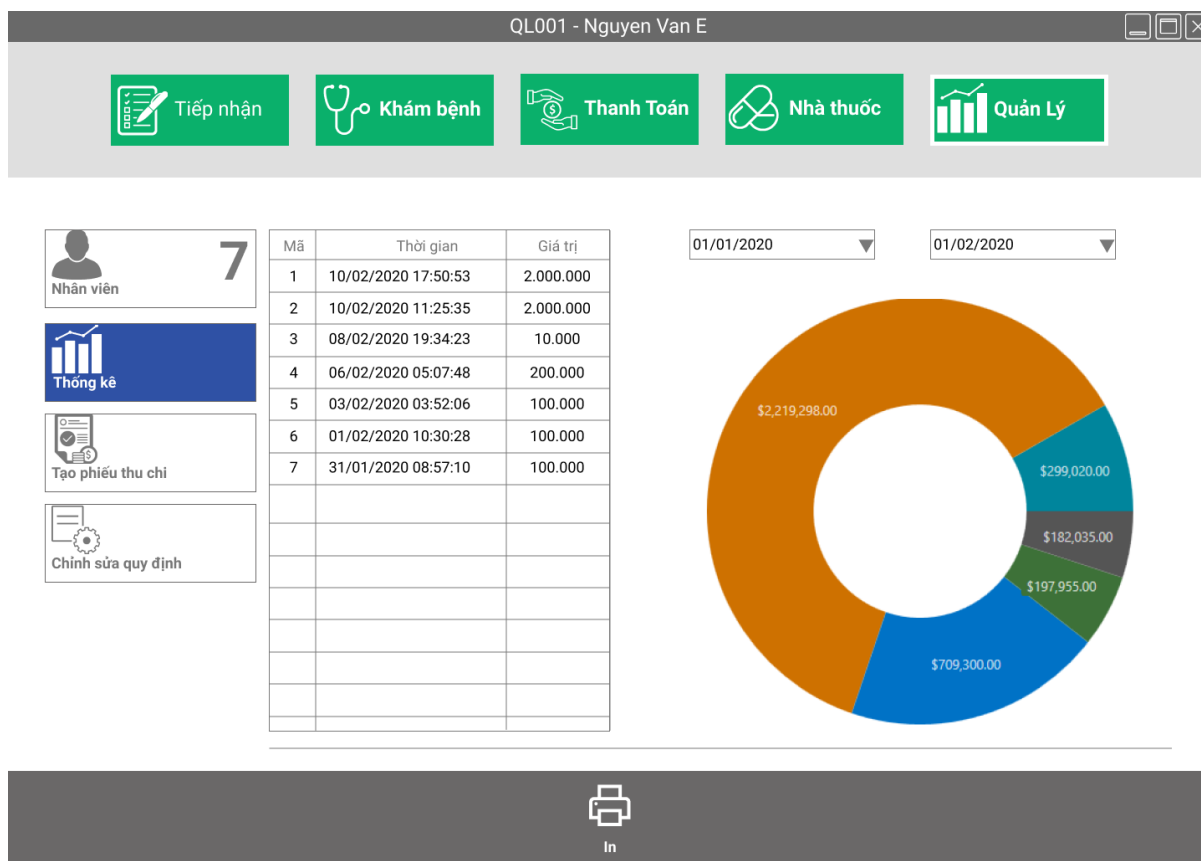 QL001 - Nguyen Van E
Tiếp nhận
Khám bệnh
Thanh Toán
Nhà thuốc
Quản Lý
7
Nhân viên
Thống kê
Tạo phiếu thu chi
Chỉnh sửa quy định
Mã Thời gian Giá trị
1 10/02/2020 17:50:53 2.000.000
2 10/02/2020 11:25:35 2.000.000
3 08/02/2020 19:34:23 10.000
4 06/02/2020 05:07:48 200.000
5 03/02/2020 03:52:06 100.000
6 01/02/2020 10:30:28 100.000
7 31/01/2020 08:57:10 100.000
01/01/2020
01/02/2020
$2,219,298.00
$299,020.00
$182,035.00
$197,955.00
$709,300.00
In